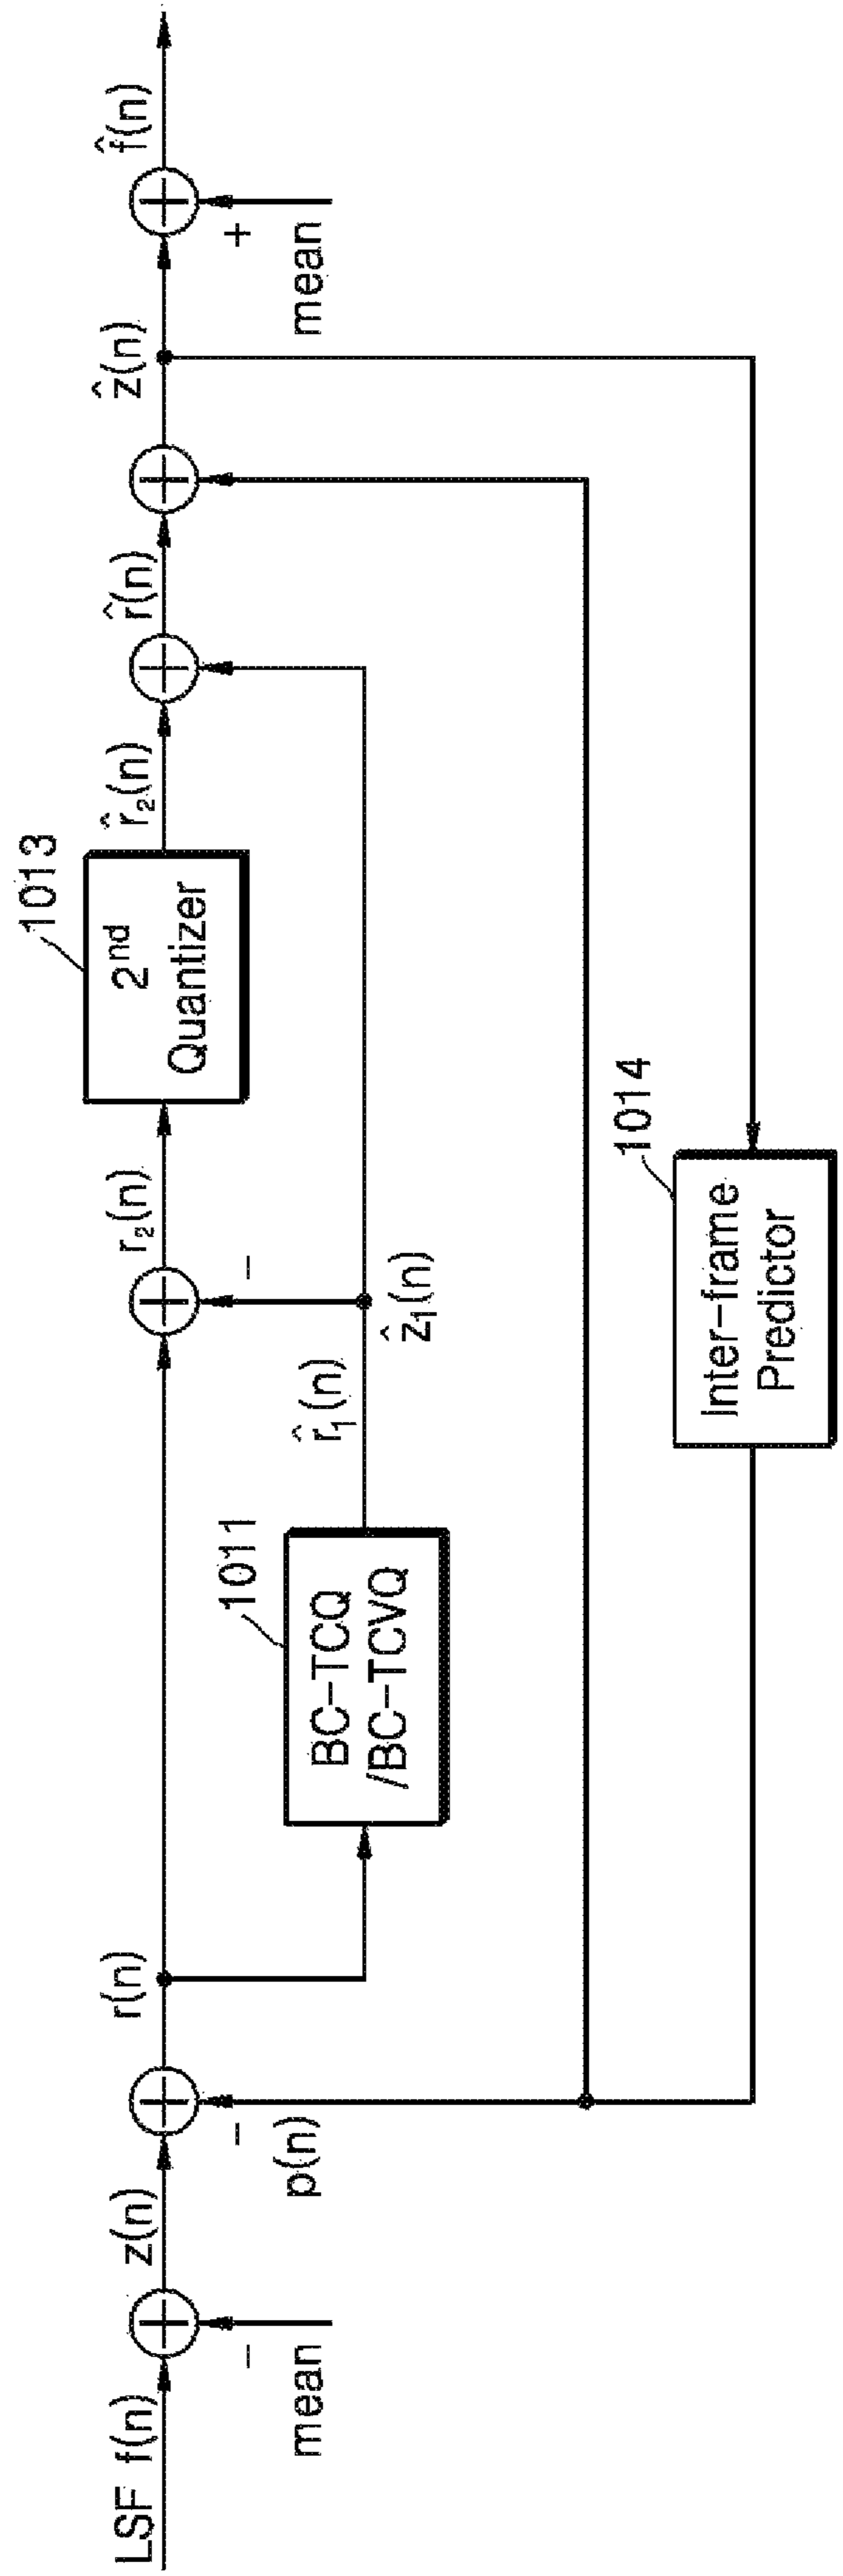 LSF f(n)
-
mean
z(n)
-
p(n)
r(n)
1011
BC-TCQ
/BC-TCVQ
r̂₁(n)
ẑ₁(n)
-
r₂(n)
1013
2nd
Quantizer
r̂₂(n)
r̂(n)
ẑ(n)
+
mean
f̂(n)
1014
Inter-frame
Predictor